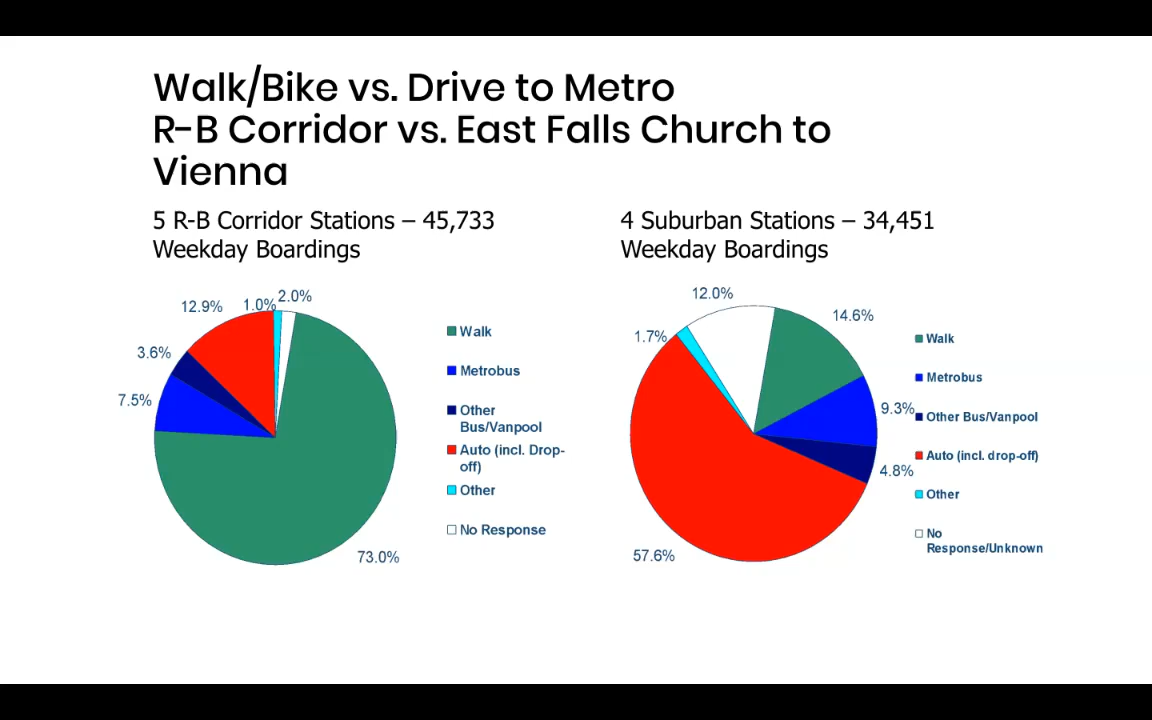 Walk/Bike vs. Drive to Metro
R-B Corridor vs. East Falls Church to
Vienna
5 R-B Corridor Stations – 45,733
Weekday Boardings
12.9%
1.0%
2.0%
3.6%
7.5%
73.0%
Walk
Metrobus
Other
Bus/Vanpool
Auto (incl. Drop-
off)
Other
No Response
4 Suburban Stations – 34,451
Weekday Boardings
12.0%
14.6%
1.7%
9.3%
4.8%
57.6%
Walk
Metrobus
Other Bus/Vanpool
Auto (incl. drop-off)
Other
No
Response/Unknown